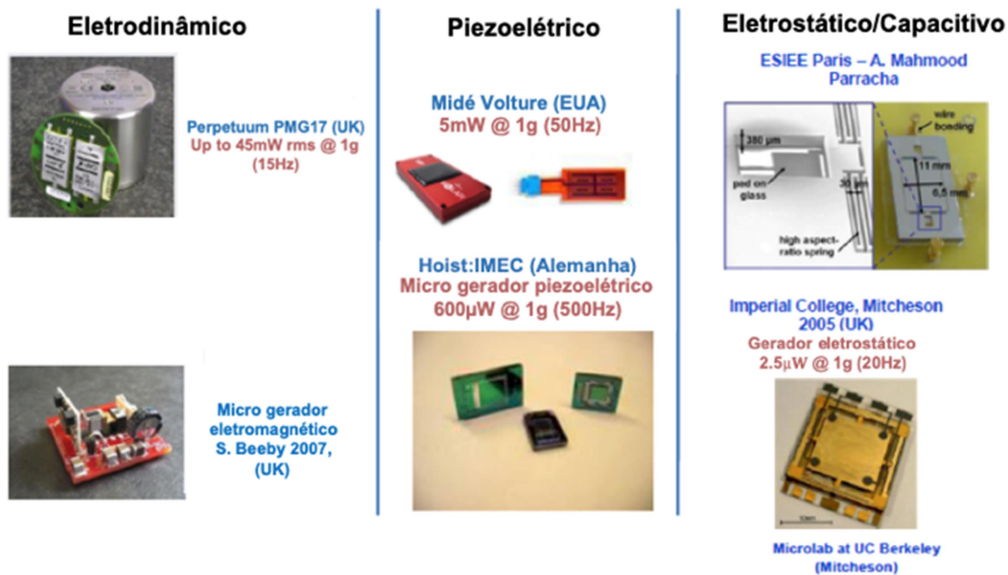 Eletrodinâmico
Perpetuum PMG17 (UK)
Up to 45mW rms @ 1g
(15Hz)
Micro gerador
eletromagnético
S. Beeby 2007,
(UK)
Piezoelétrico
Midé Volture (EUA)
5mW @ 1g (50Hz)
Hoist:IMEC (Alemanha)
Micro gerador piezoelétrico
600µW @ 1g (500Hz)
Eletrostático/Capacitivo
ESIEE Paris – A. Mahmood
Parracha
380 µm
wire
bonding
11 mm
6,5 mm
30 µm
pad on
glass
high aspect-
ratio spring
Imperial College, Mitcheson
2005 (UK)
Gerador eletrostático
2.5µW @ 1g (20Hz)
Microlab at UC Berkeley
(Mitcheson)